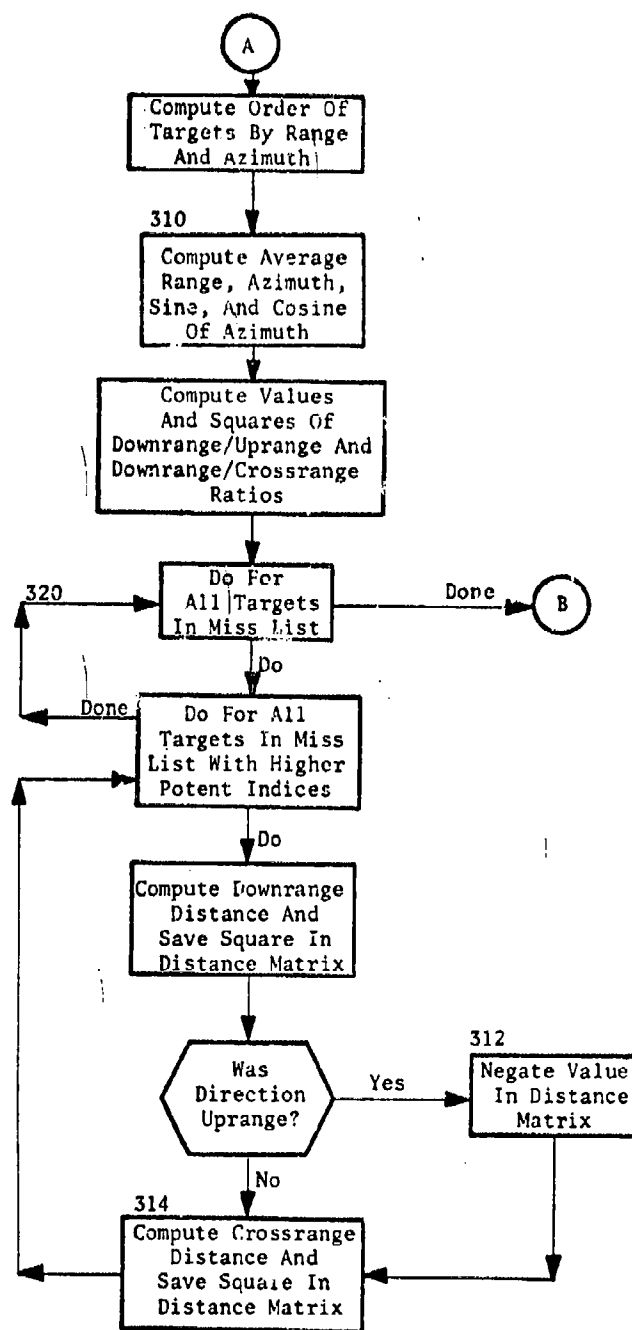 A
Compute Order Of
Targets By Range
And Azimuth
310
Compute Average
Range, Azimuth,
Sine, And Cosine
Of Azimuth
Compute Values
And Squares Of
Downrange/Uprange And
Downrange/Crossrange
Ratios
320
Do For
All Targets
In Miss List
Done
B
Do
Done
Do For All
Targets In Miss
List With Higher
Potent Indices
Do
Compute Downrange
Distance And
Save Square In
Distance Matrix
Was
Direction
Uprange?
Yes
312
Negate Value
In Distance
Matrix
No
314
Compute Crossrange
Distance And
Save Square In
Distance Matrix